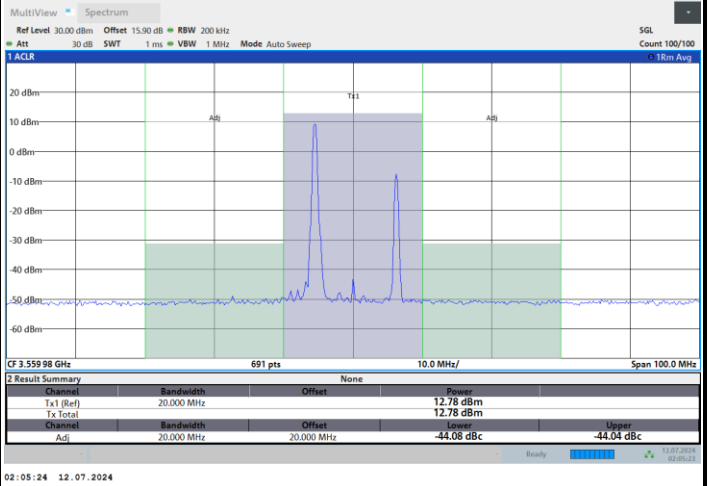 MultiView Spectrum
Ref Level 30.00 dBm Offset 15.90 dB RBW 200 kHz SGL
Att 30 dB SWT 1 ms VBW 1 MHz Mode Auto Sweep Count 100/100
1 ACLR 1Rm Avg
20 dBm
Tx1
10 dBm
Adj Adj
0 dBm
-10 dBm
-20 dBm
-30 dBm
-40 dBm
-50 dBm
-60 dBm
CF 3.559 98 GHz 691 pts 10.0 MHz/ Span 100.0 MHz
2 Result Summary None
Channel Bandwidth Offset Power
Tx1 (Ref) 20.000 MHz 12.78 dBm
Tx Total 12.78 dBm
Channel Bandwidth Offset Lower Upper
Adj 20.000 MHz 20.000 MHz -44.08 dBc -44.04 dBc
Ready 12.07.2024
02:05:23
02:05:24 12.07.2024